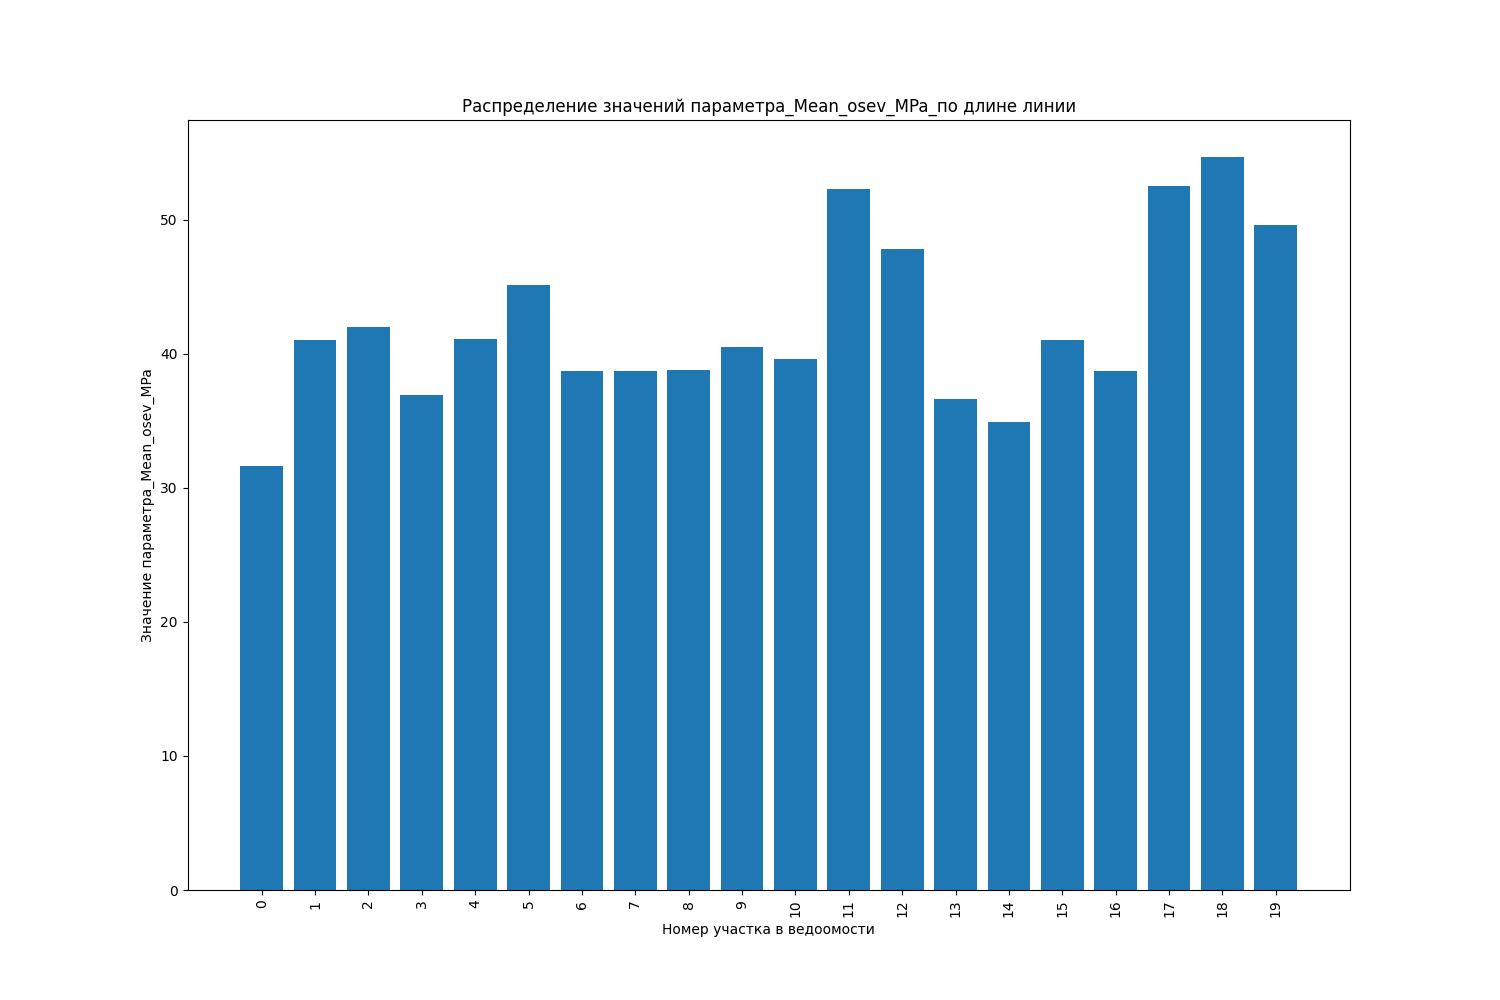 Распределение значений параметра_Mean_osev_MPa_по длине линии
Значение параметра_Mean_osev_MPa
50
40
30
20
10
0
0 1 2 3 4 5 6 7 8 9 10 11 12 13 14 15 16 17 18 19
Номер участка в ведоомости